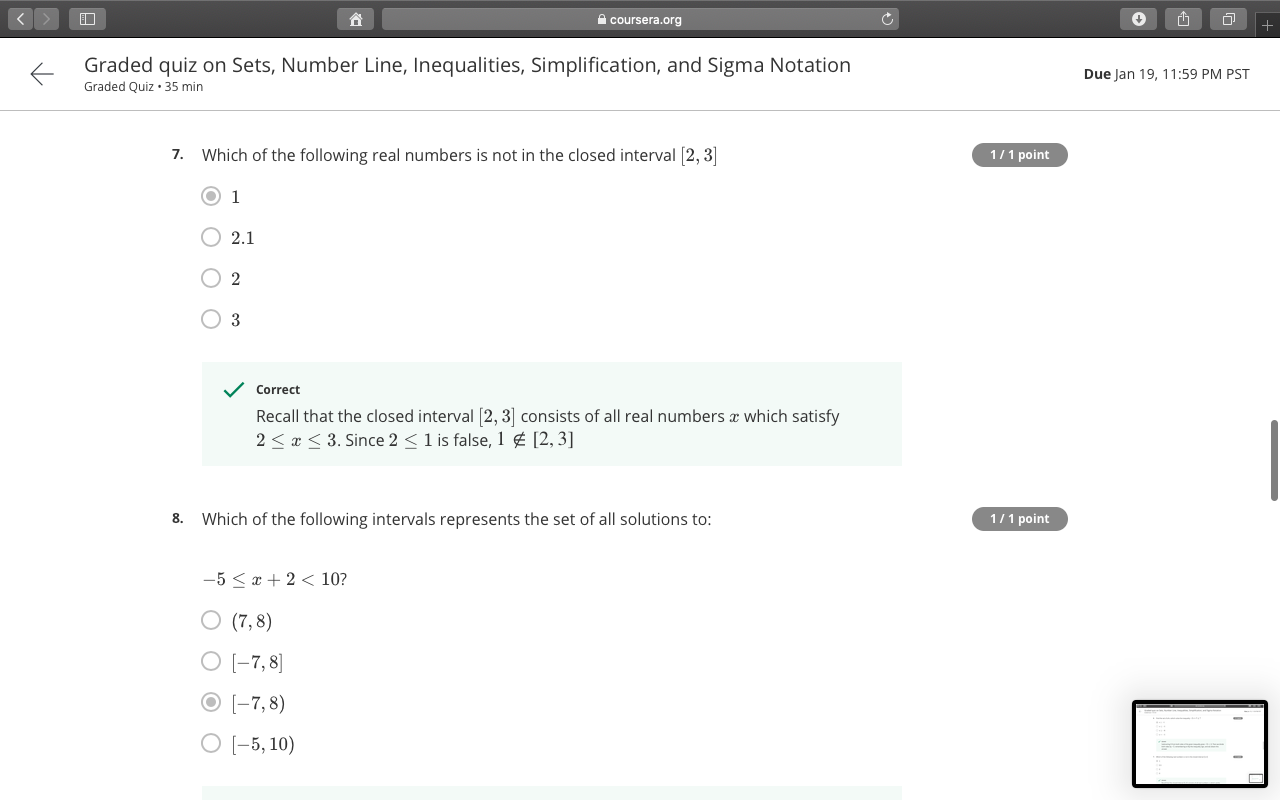 coursera.org
Graded quiz on Sets, Number Line, Inequalities, Simplification, and Sigma Notation
Graded Quiz • 35 min
Due Jan 19, 11:59 PM PST
7. Which of the following real numbers is not in the closed interval [2, 3]
1 / 1 point
1
2.1
2
3
Correct
Recall that the closed interval [2, 3] consists of all real numbers x which satisfy
2 ≤ x ≤ 3. Since 2 ≤ 1 is false, 1 ∉ [2, 3]
8. Which of the following intervals represents the set of all solutions to:
1 / 1 point
−5 ≤ x + 2 < 10?
(7, 8)
[−7, 8]
[−7, 8)
[−5, 10)